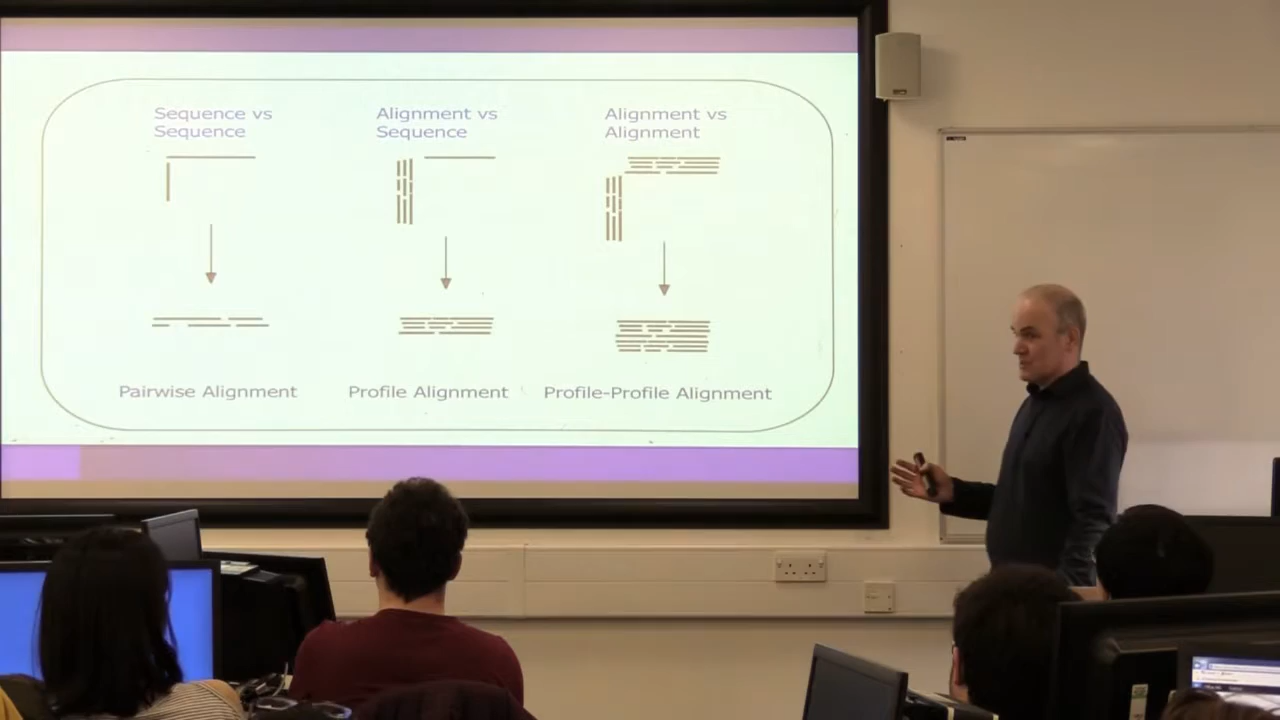 Sequence vs
Sequence
Alignment vs
Sequence
Alignment vs
Alignment
Pairwise Alignment
Profile Alignment
Profile-Profile Alignment